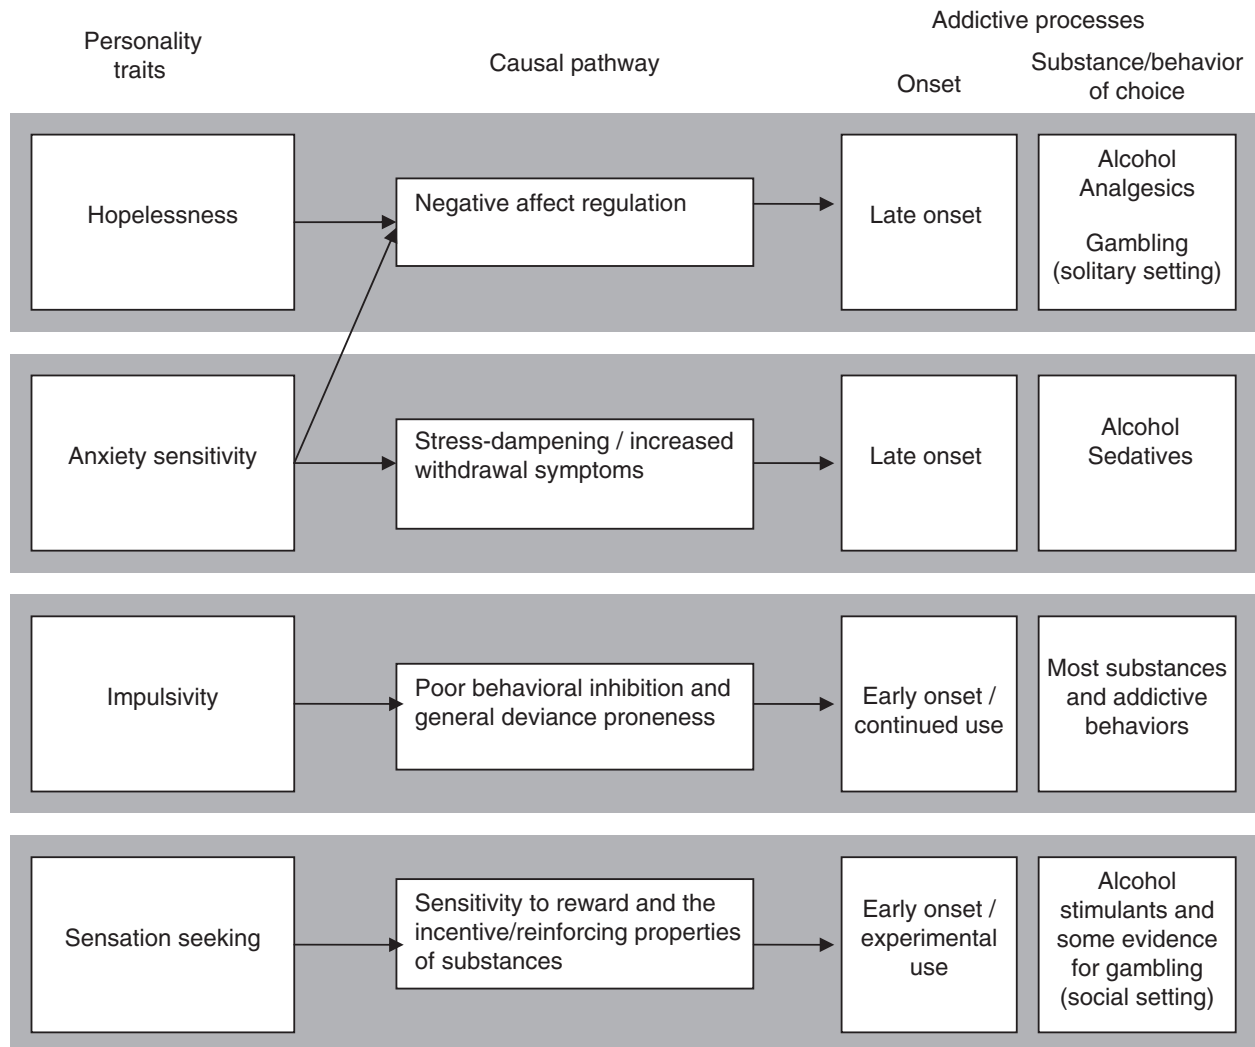 Personality
traits
Causal pathway
Addictive processes
Onset
Substance/behavior
of choice
Hopelessness
Negative affect regulation
Late onset
Alcohol
Analgesics
Gambling
(solitary setting)
Anxiety sensitivity
Stress-dampening / increased
withdrawal symptoms
Late onset
Alcohol
Sedatives
Impulsivity
Poor behavioral inhibition and
general deviance proneness
Early onset /
continued use
Most substances
and addictive
behaviors
Sensation seeking
Sensitivity to reward and the
incentive/reinforcing properties
of substances
Early onset /
experimental
use
Alcohol
stimulants and
some evidence
for gambling
(social setting)